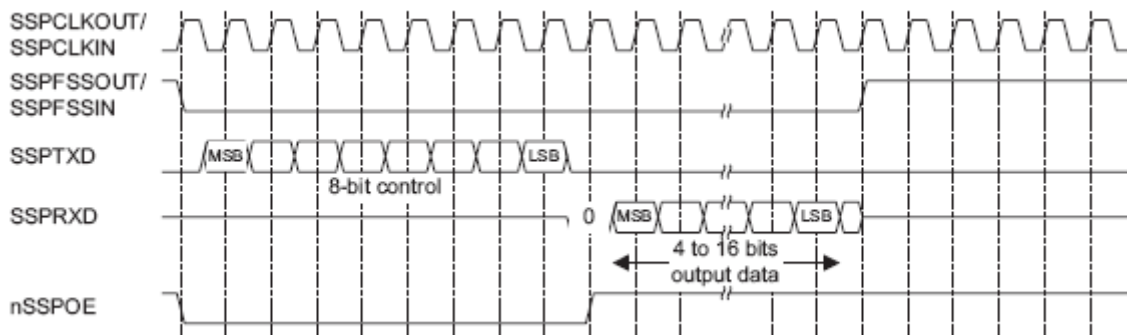 SSPCLKOUT/
SSPCLKIN
SSPFSSOUT/
SSPFSSIN
SSPTXD
MSB
LSB
8-bit control
SSPRXD
0
MSB
LSB
4 to 16 bits
output data
nSSPOE